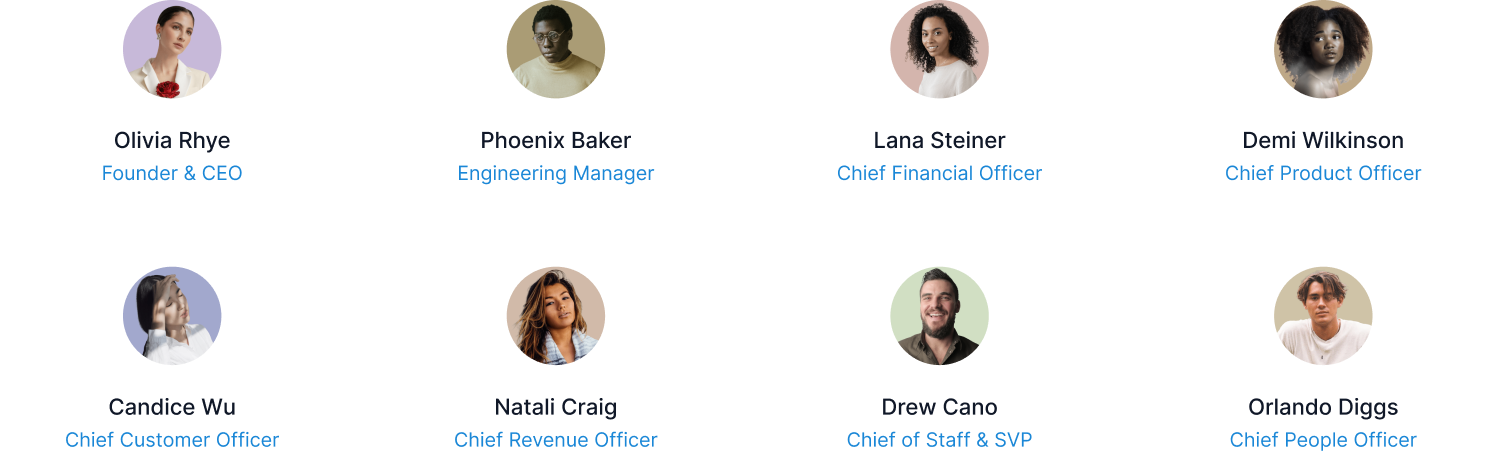 Olivia Rhye
Founder & CEO
Phoenix Baker
Engineering Manager
Lana Steiner
Chief Financial Officer
Demi Wilkinson
Chief Product Officer
Candice Wu
Chief Customer Officer
Natali Craig
Chief Revenue Officer
Drew Cano
Chief of Staff & SVP
Orlando Diggs
Chief People Officer